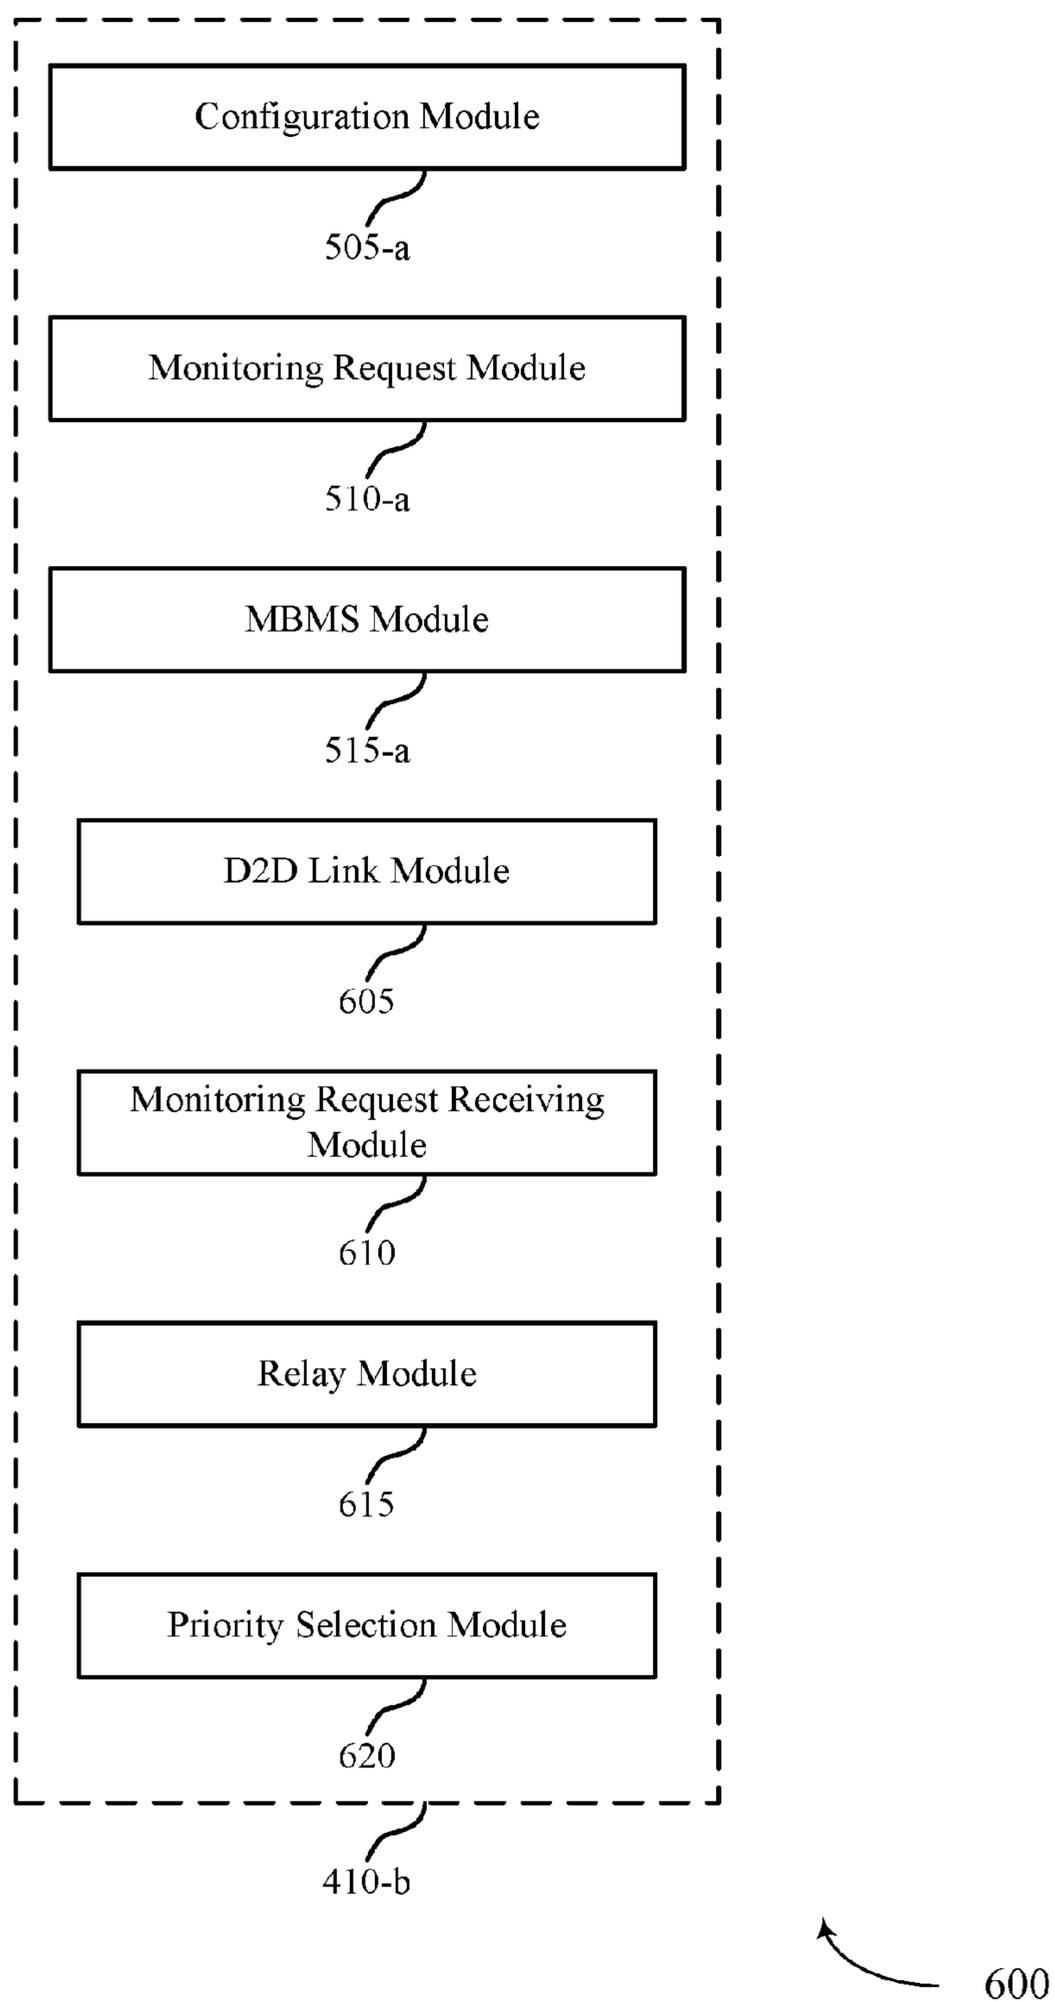 Configuration Module
505-a
Monitoring Request Module
510-a
MBMS Module
515-a
D2D Link Module
605
Monitoring Request Receiving
Module
610
Relay Module
615
Priority Selection Module
620
410-b
600